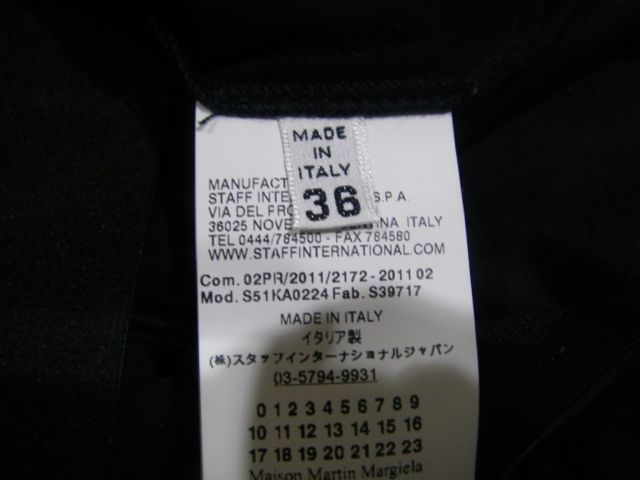 MADE
IN
ITALY
36
MANUFACT
STAFF INTE S.P.A.
VIA DEL PRO
36025 NOVE ITALY
TEL 0444/784500 - FAX 784580
WWW.STAFFINTERNATIONAL.COM
Com. 02PR/2011/2172 - 2011 02
Mod. S51KA0224 Fab. S39717
MADE IN ITALY
イタリア製
(株)スタッフインターナショナルジャパン
03-5794-9931
0 1 2 3 4 5 6 7 8 9
10 11 12 13 14 15 16
17 18 19 20 21 22 23
Maison Martin Margiela